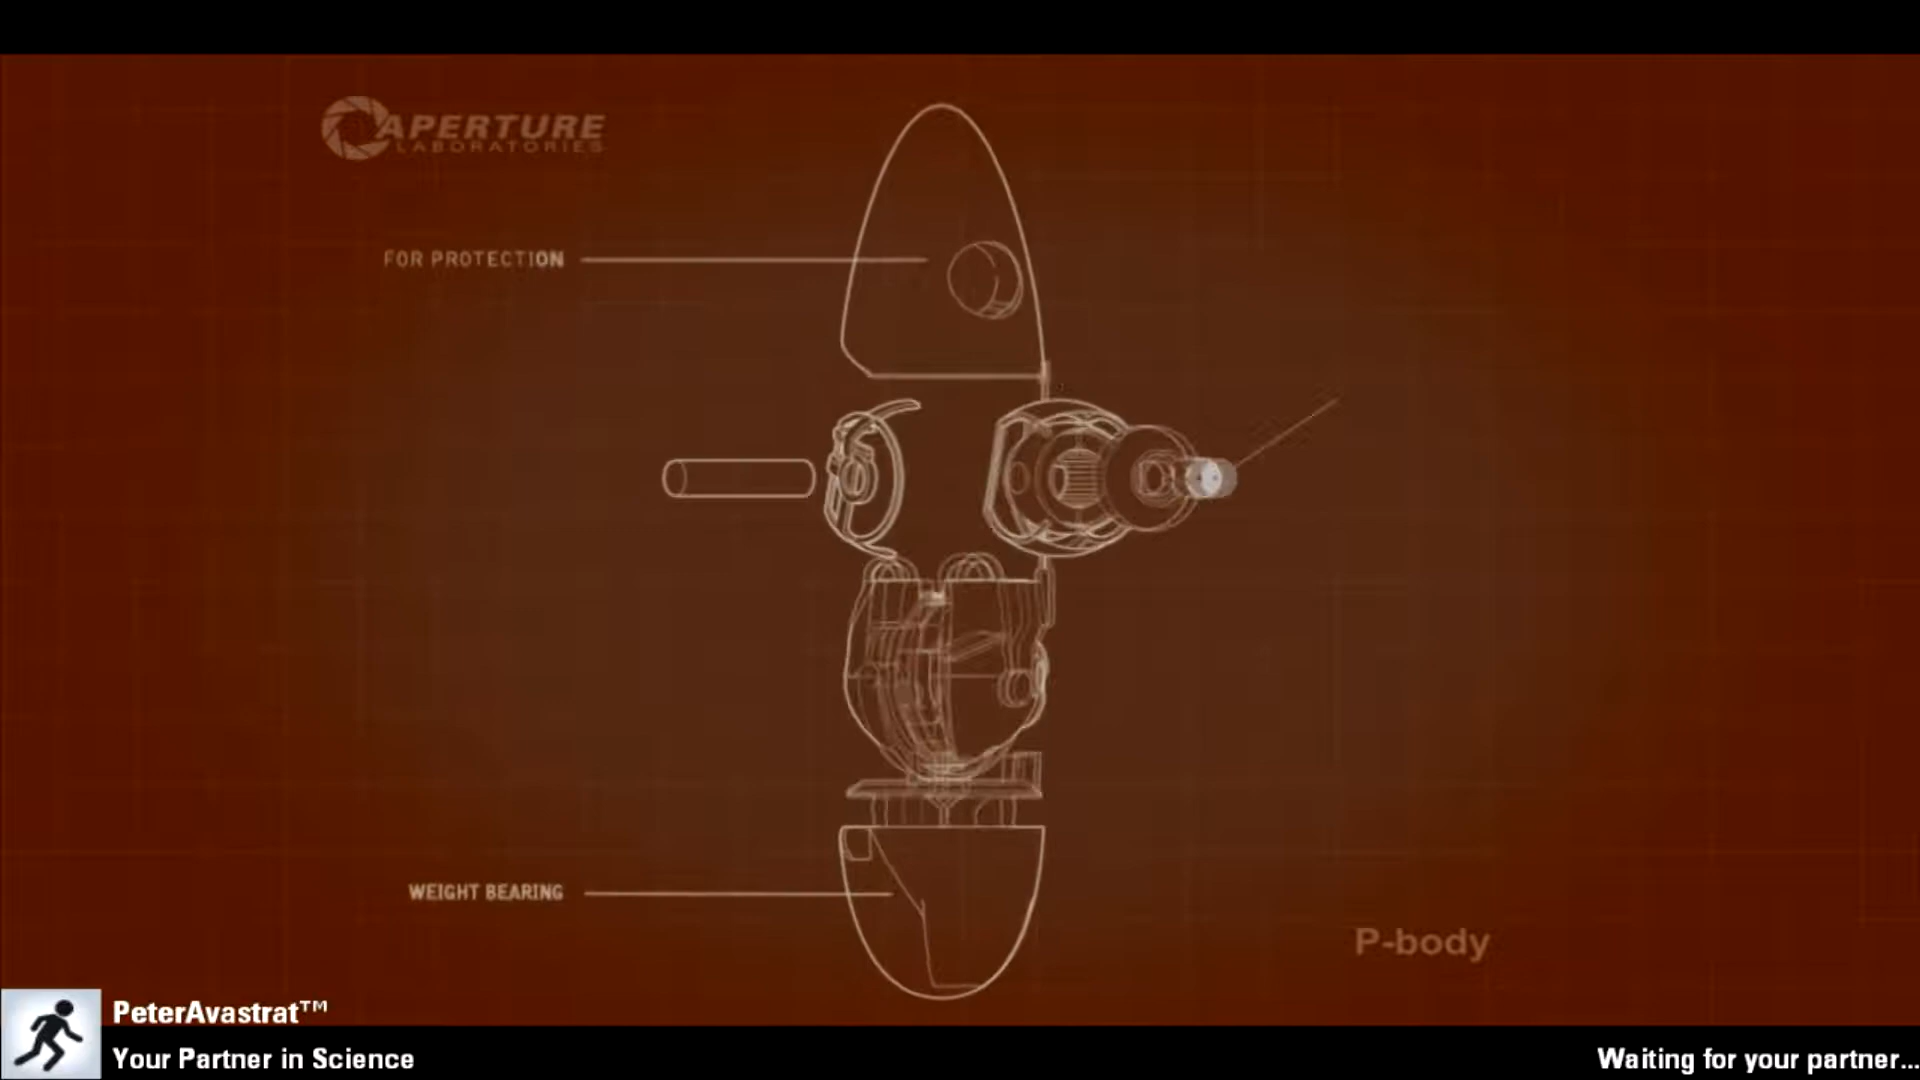 APERTURE
LABORATORIES
FOR PROTECTION
WEIGHT BEARING
P-body
PeterAvastrat™
Your Partner in Science
Waiting for your partner...